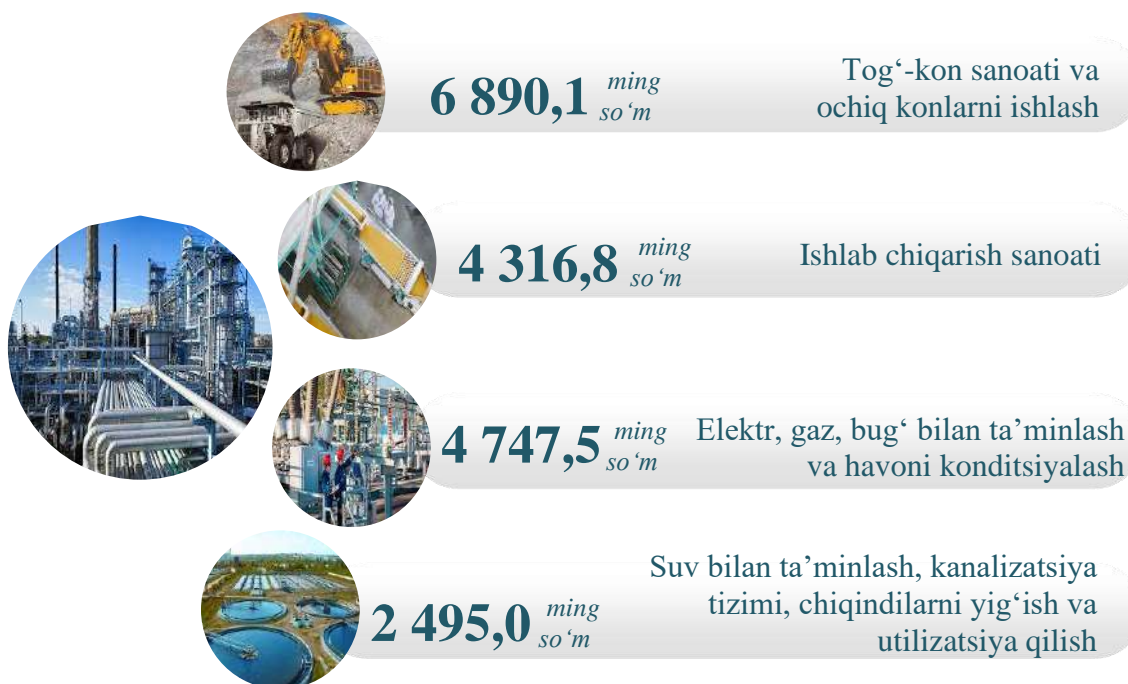 6 890,1 ming so‘m
Tog‘-kon sanoati va
ochiq konlarni ishlash
4 316,8 ming so‘m
Ishlab chiqarish sanoati
4 747,5 ming so‘m
Elektr, gaz, bug‘ bilan ta’minlash
va havoni konditsiyalash
2 495,0 ming so‘m
Suv bilan ta’minlash, kanalizatsiya
tizimi, chiqindilarni yig‘ish va
utilizatsiya qilish